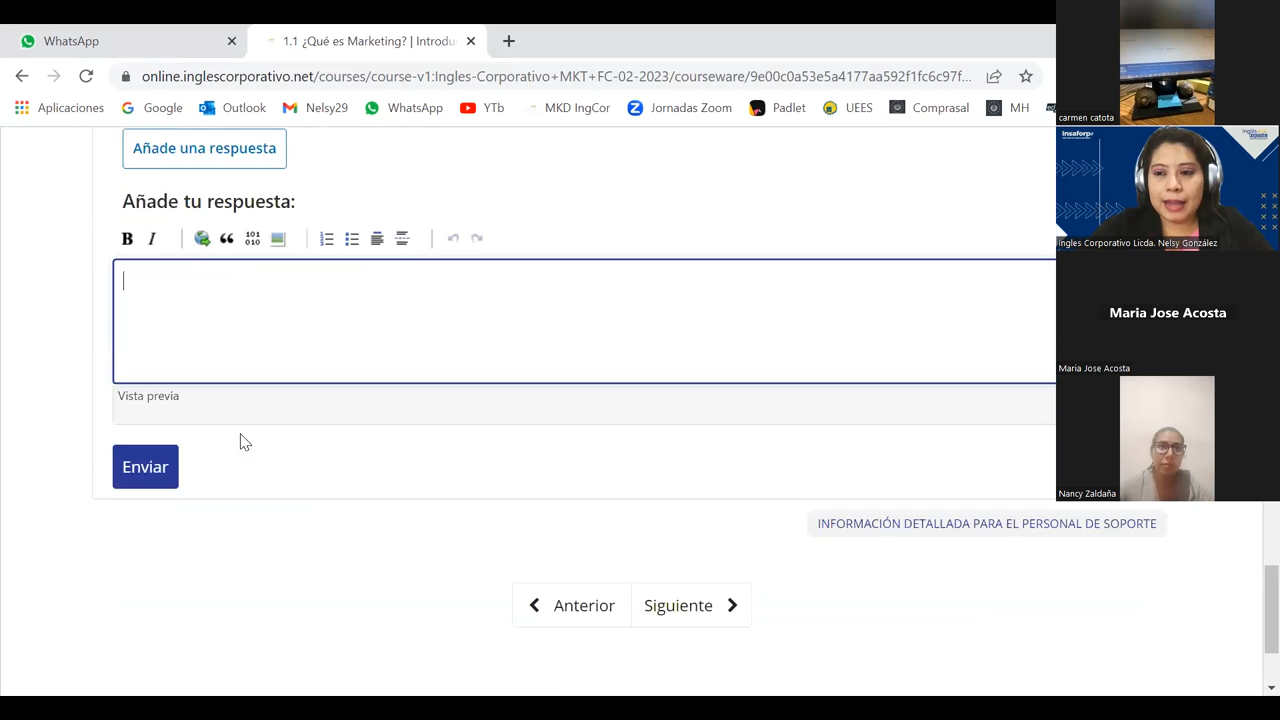 WhatsApp
1.1 ¿Qué es Marketing? | Introdu
online.inglescorporativo.net/courses/course-v1:Ingles-Corporativo+MKT+FC-02-2023/courseware/9e00c0a53e5a4177aa592f1fc6c97f...
Aplicaciones Google Outlook Nelsy29 WhatsApp YTb MKD IngCor Jornadas Zoom Padlet UEES Comprasal MH
Añade una respuesta
Añade tu respuesta:
B I 101 010
Vista previa
Enviar
INFORMACIÓN DETALLADA PARA EL PERSONAL DE SOPORTE
Anterior Siguiente
carmen catota
Insaforp
Ingles Corporativo Licda. Nelsy González
Maria Jose Acosta
Maria Jose Acosta
Nancy Zaldaña